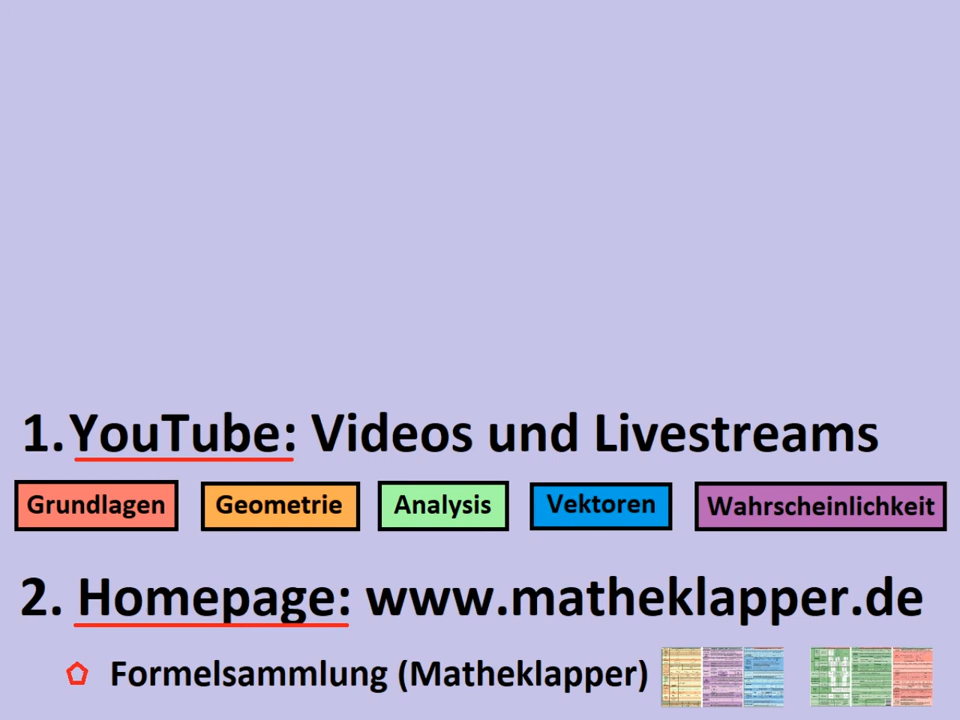 1. YouTube: Videos und Livestreams
Grundlagen Geometrie Analysis Vektoren Wahrscheinlichkeit
2. Homepage: www.matheklapper.de
Formelsammlung (Matheklapper)